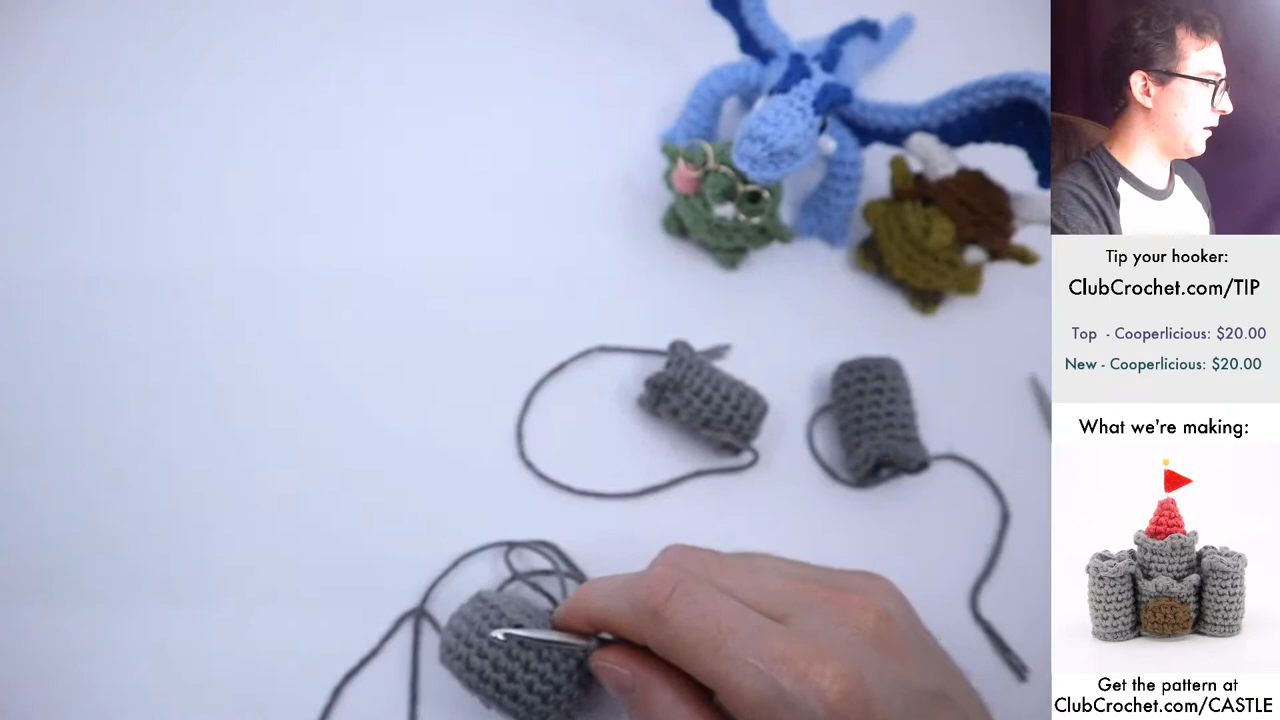 Tip your hooker:
ClubCrochet.com/TIP
Top - Cooperlicious: $20.00
New - Cooperlicious: $20.00
What we're making:
Get the pattern at
ClubCrochet.com/CASTLE